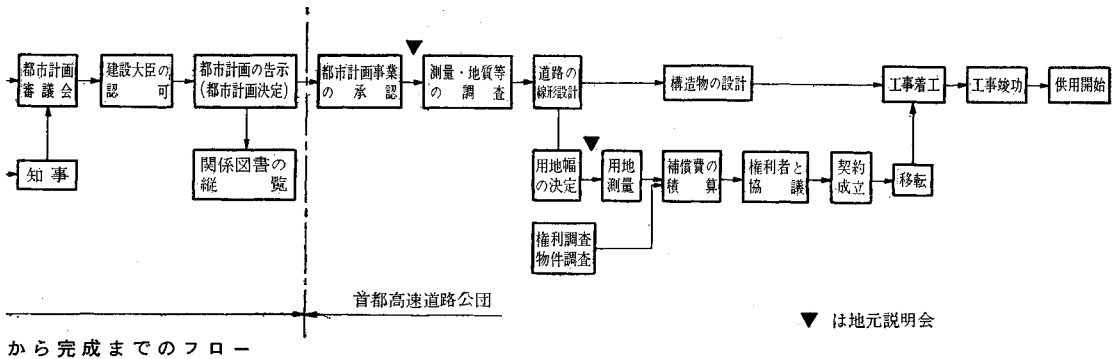 都市計画
審議会
建設大臣の
認可
都市計画の告示
(都市計画決定)
都市計画事業
の承認
▼
測量・地質等
の調査
道路の
線形設計
構造物の設計
工事着工
工事竣功
供用開始
知事
関係図書の
縦覧
用地幅
の決定
▼
用地
測量
補償費の
積算
権利者と
協議
契約
成立
移転
権利調査
物件調査
首都高速道路公団
▼ は地元説明会
から完成までのフロー